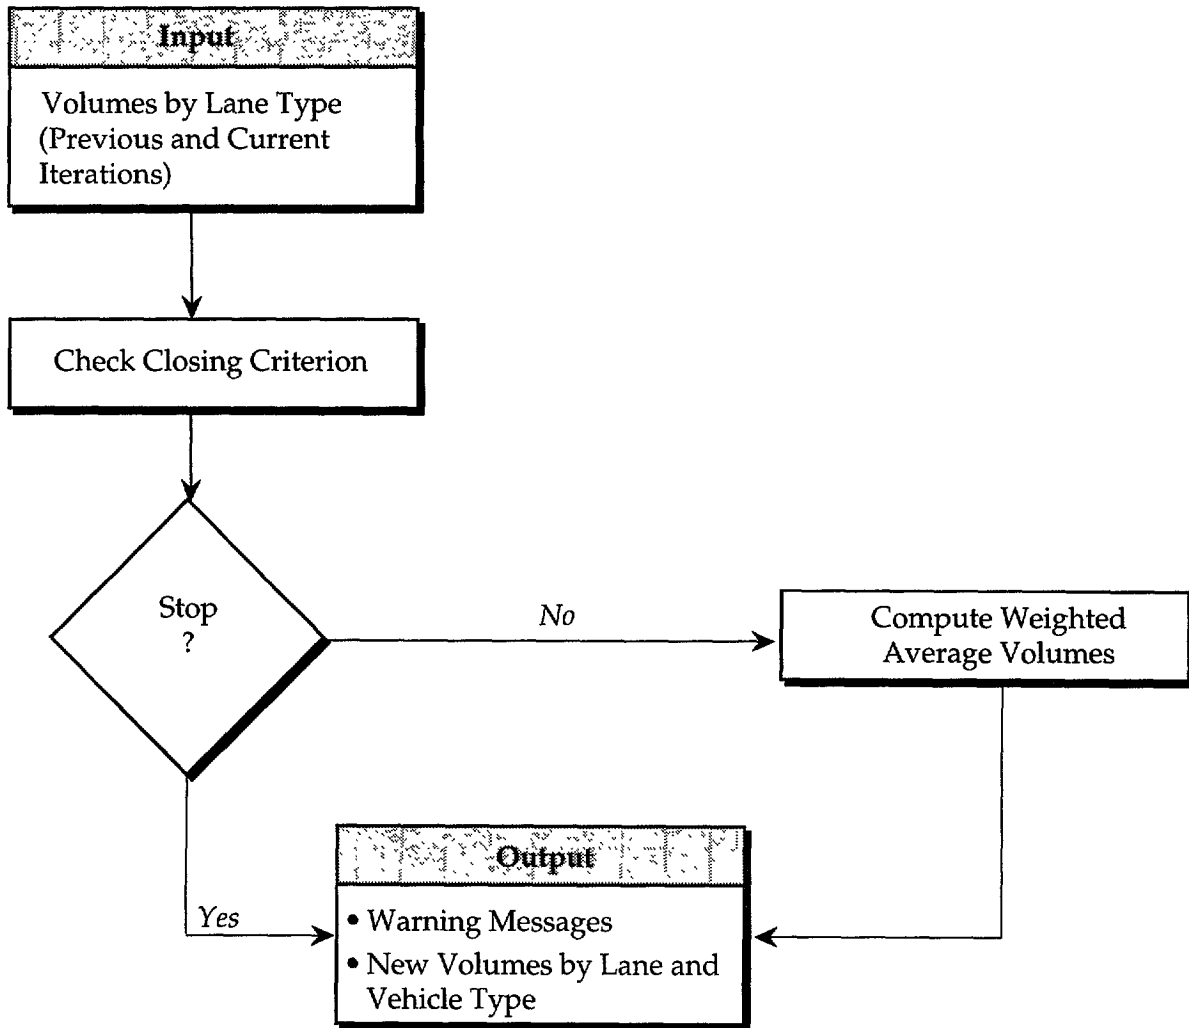 Input
Volumes by Lane Type
(Previous and Current
Iterations)
Check Closing Criterion
Stop
?
No
Compute Weighted
Average Volumes
Yes
Output
• Warning Messages
• New Volumes by Lane and
Vehicle Type